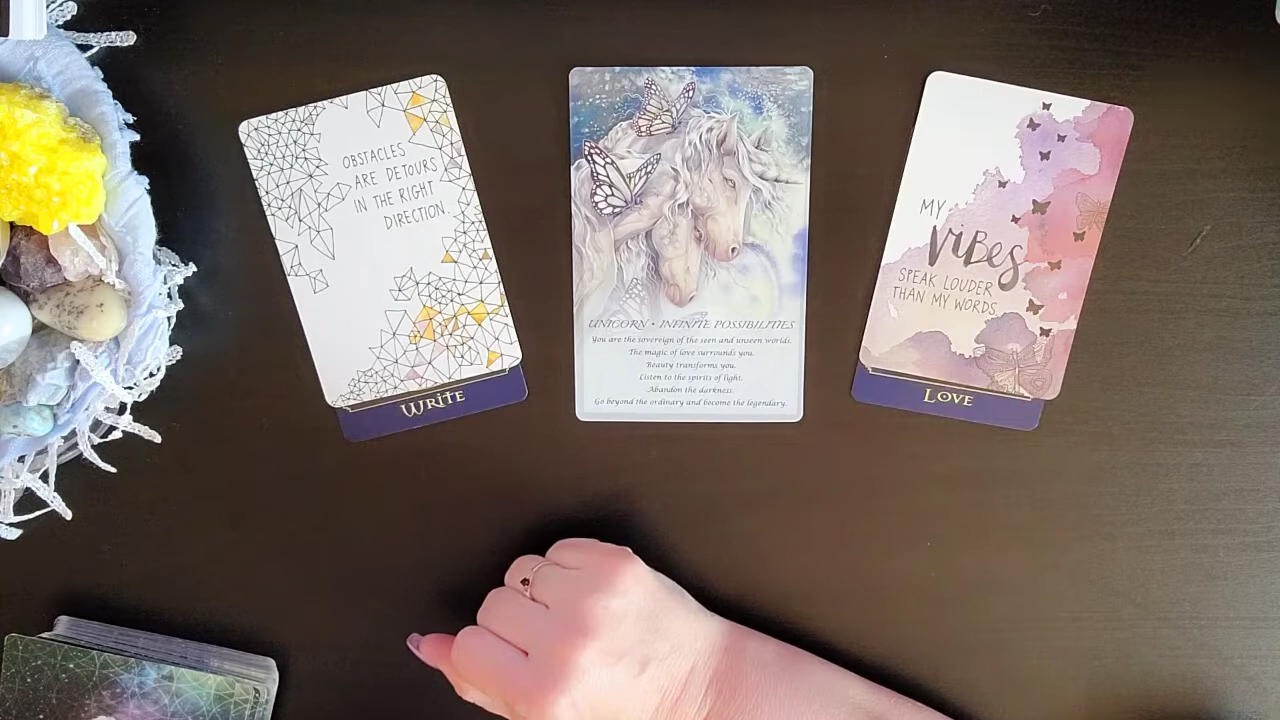 OBSTACLES
ARE DETOURS
IN THE RIGHT
DIRECTION.
WRITE
UNICORN • INFINITE POSSIBILITIES
You are the sovereign of the seen and unseen worlds.
The magic of love surrounds you.
Beauty transforms you.
Listen to the spirits of light.
Abandon the darkness.
Go beyond the ordinary and become the legendary.
MY
VIBES
SPEAK LOUDER
THAN MY WORDS.
LOVE